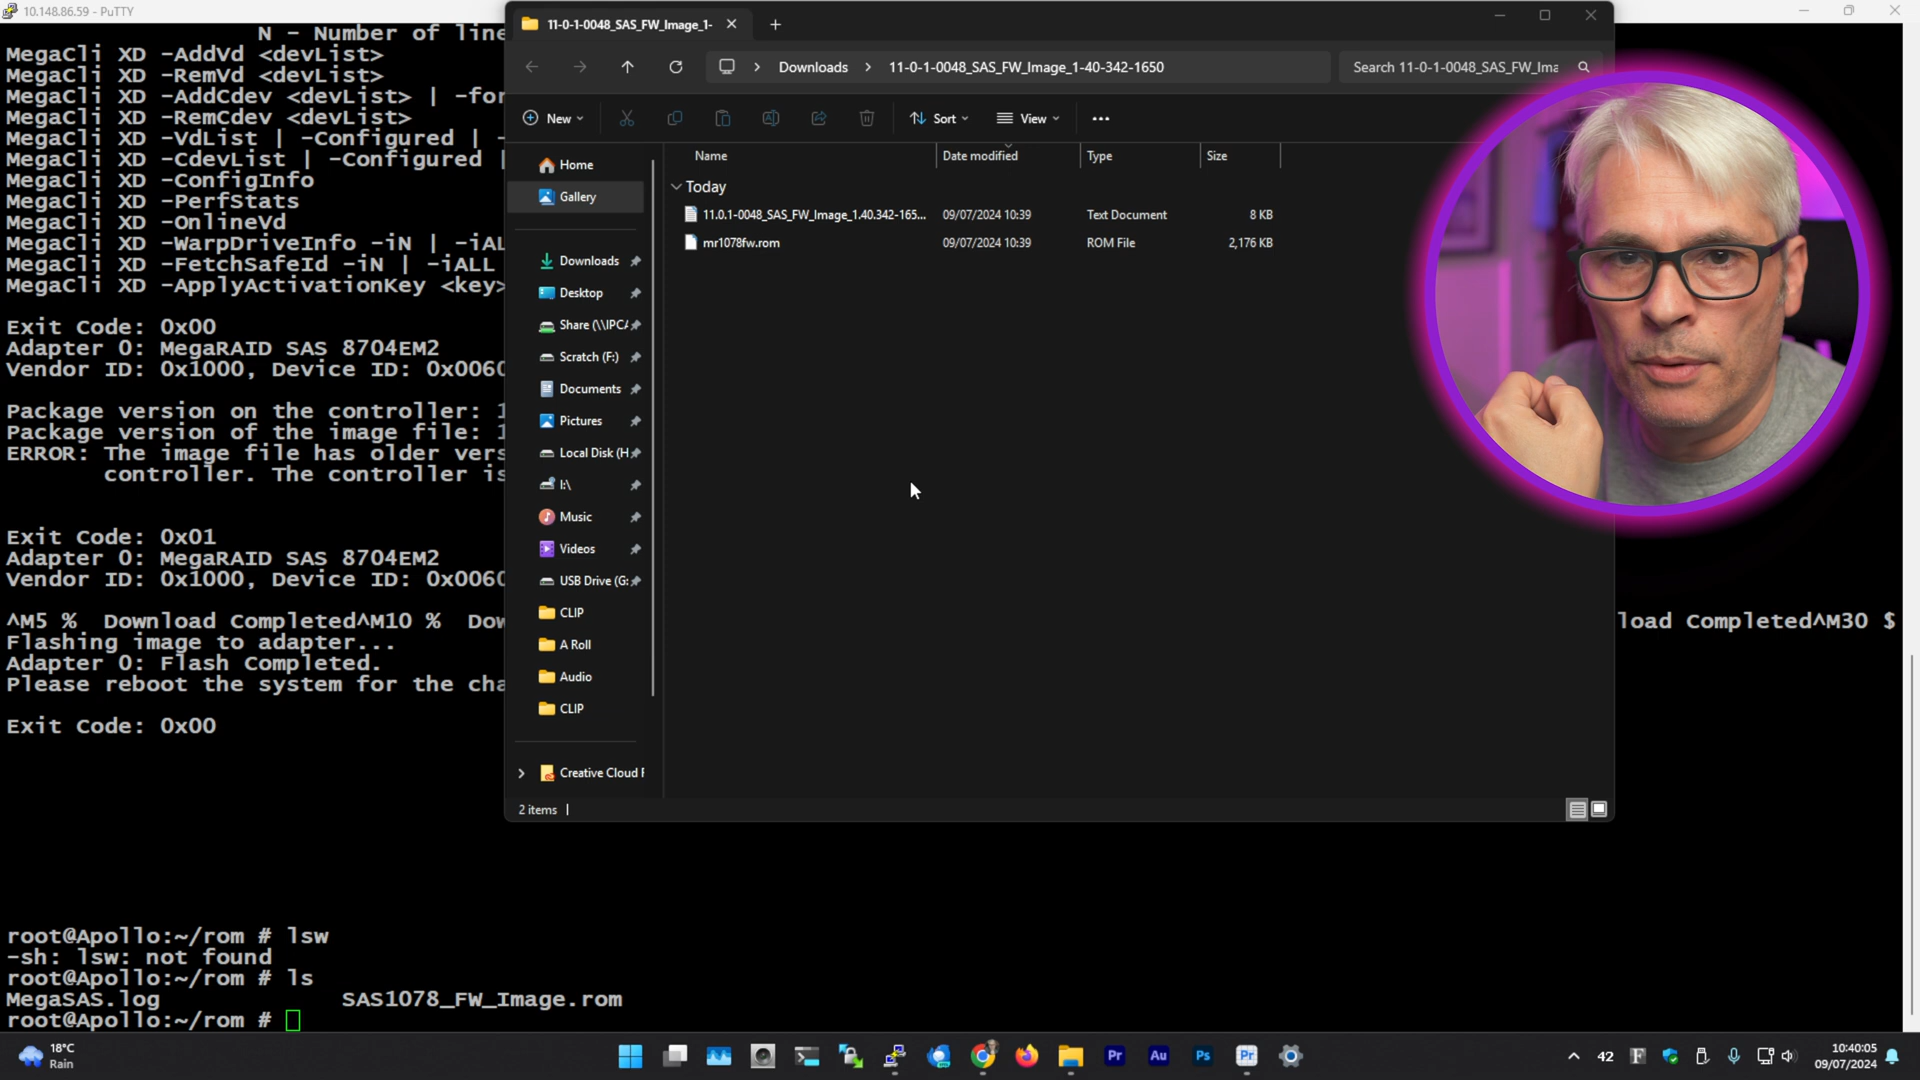 10.148.86.59 - PuTTY
N - Number of line
MegaCli XD -AddVd <devList>
MegaCli XD -RemVd <devList>
MegaCli XD -AddCdev <devList> | -for
MegaCli XD -RemCdev <devList>
MegaCli XD -VdList | -Configured | -
MegaCli XD -CdevList | -Configured |
MegaCli XD -ConfigInfo
MegaCli XD -PerfStats
MegaCli XD -OnlineVd
MegaCli XD -WarpDriveInfo -iN | -iAL
MegaCli XD -FetchSafeId -iN | -iALL
MegaCli XD -ApplyActivationKey <key>
Exit Code: 0x00
Adapter 0: MegaRAID SAS 8704EM2
Vendor ID: 0x1000, Device ID: 0x0060
Package version on the controller: 1
Package version of the image file: 1
ERROR: The image file has older vers
controller. The controller is
Exit Code: 0x01
Adapter 0: MegaRAID SAS 8704EM2
Vendor ID: 0x1000, Device ID: 0x0060
^M5 %  Download Completed^M10 %  Dow
load Completed^M30 $
Flashing image to adapter...
Adapter 0: Flash Completed.
Please reboot the system for the cha
Exit Code: 0x00
root@Apollo:~/rom # lsw
-sh: lsw: not found
root@Apollo:~/rom # ls
MegaSAS.log SAS1078_FW_Image.rom
root@Apollo:~/rom #
11-0-1-0048_SAS_FW_Image_1-
Downloads > 11-0-1-0048_SAS_FW_Image_1-40-342-1650
Search 11-0-1-0048_SAS_FW_Ima
New Sort View
Name Date modified Type Size
Today
11.0.1-0048_SAS_FW_Image_1.40.342-165... 09/07/2024 10:39 Text Document 8 KB
mr1078fw.rom 09/07/2024 10:39 ROM File 2,176 KB
Home
Gallery
Downloads
Desktop
Share (\\IPC
Scratch (F:)
Documents
Pictures
Local Disk (H
I:\
Music
Videos
USB Drive (G:
CLIP
A Roll
Audio
CLIP
Creative Cloud F
2 items
18°C
Rain
Pr
Au
Ps
Pr
42
F
10:40:05
09/07/2024